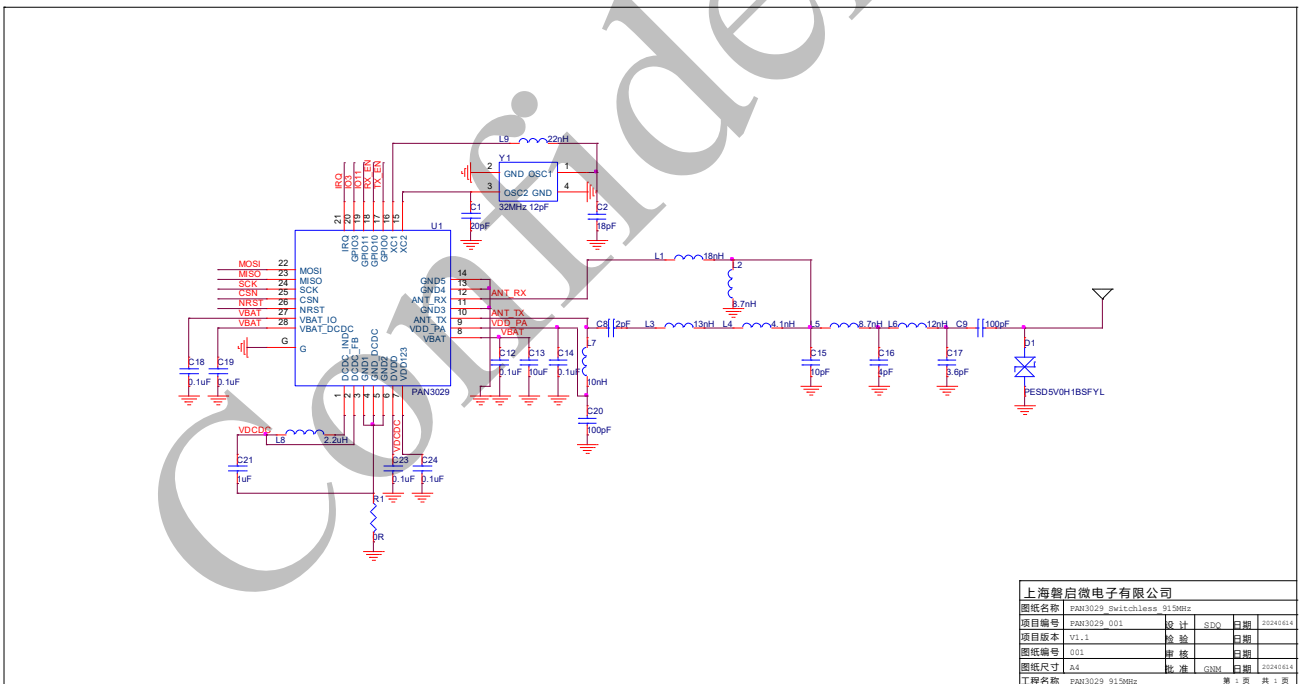 Confide
L9 22nH
Y1
2 GND OSC1 1
3 OSC2 GND 4
32MHz 12pF
C1
20pF
C2
18pF
IRQ
IO3
IO11
RX_EN
TX_EN
21
20
19
18
17
16
15
U1
IRQ
GPIO3
GPIO11
GPIO10
GPIO0
XC1
XC2
MOSI 22 MOSI
MISO 23 MISO
SCK 24 SCK
CSN 25 CSN
NRST 26 NRST
VBAT 27 VBAT_IO
VBAT 28 VBAT_DCDC
G G
GND5 14
GND4 13
ANT_RX 12 ANT_RX
GND3 11
ANT_TX 10 ANT_TX
VDD_PA 9 VDD_PA
VBAT 8 VBAT
DCDC_IND
DCDC_FB
GND1
GND_DCDC
GND2
DVDD
VDD123
PAN3029
1
2
3
4
5
6
7
L1 18nH
L2
8.7nH
C8 2pF
L3 13nH
L4 4.1nH
L5 8.7nH
L6 12nH
C9 100pF
L7
10nH
C18
0.1uF
C19
0.1uF
C12
0.1uF
C13
10uF
C14
0.1uF
C15
10pF
C16
4pF
C17
3.6pF
D1
PESD5V0H1BSFYL
C20
100pF
VDCDC
L8 2.2uH
VDCDC
C21
1uF
C23
0.1uF
C24
0.1uF
R1
0R
上海磐启微电子有限公司
图纸名称 PAN3029_Switchless_915MHz
项目编号 PAN3029_001 设 计 SDQ 日期 20240614
项目版本 V1.1 检 验 日期
图纸编号 001 审 核 日期
图纸尺寸 A4 批 准 GNM 日期 20240614
工程名称 PAN3029_915MHz 第 1 页 共 1 页